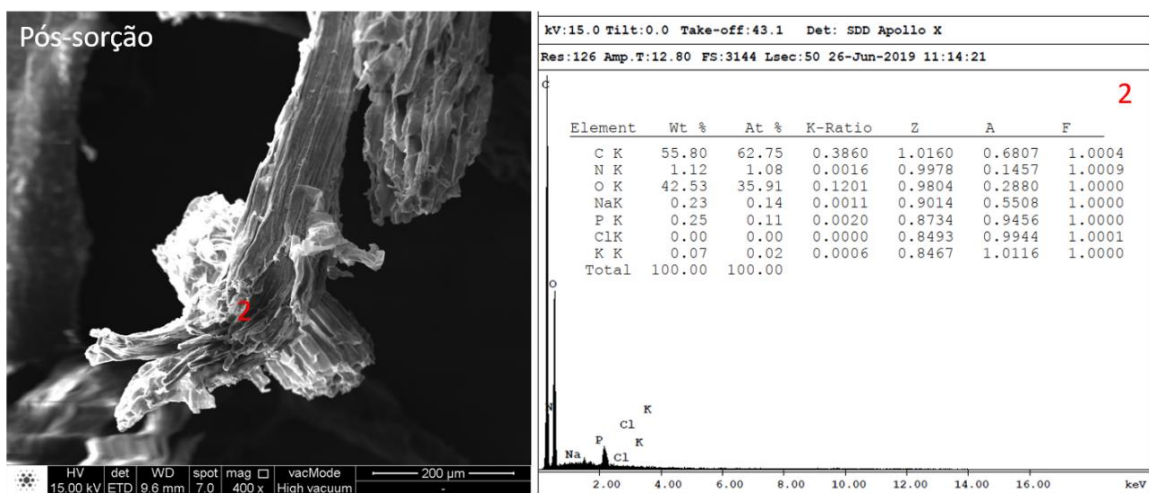 Pós-sorção
2
HV det WD spot mag □ vacMode 200 µm
15.00 kV ETD 9.6 mm 7.0 400 x High vacuum -
kV:15.0 Tilt:0.0 Take-off:43.1 Det: SDD Apollo X
Res:126 Amp.T:12.80 FS:3144 Lsec:50 26-Jun-2019 11:14:21
2
Element Wt % At % K-Ratio Z A F
C K 55.80 62.75 0.3860 1.0160 0.6807 1.0004
N K 1.12 1.08 0.0016 0.9978 0.1457 1.0009
O K 42.53 35.91 0.1201 0.9804 0.2880 1.0000
NaK 0.23 0.14 0.0011 0.9014 0.5508 1.0000
P K 0.25 0.11 0.0020 0.8734 0.9456 1.0000
ClK 0.00 0.00 0.0000 0.8493 0.9944 1.0001
K K 0.07 0.02 0.0006 0.8467 1.0116 1.0000
Total 100.00 100.00
C
O
K
N
Cl
P
K
Na
Cl
2.00 4.00 6.00 8.00 10.00 12.00 14.00 16.00 keV